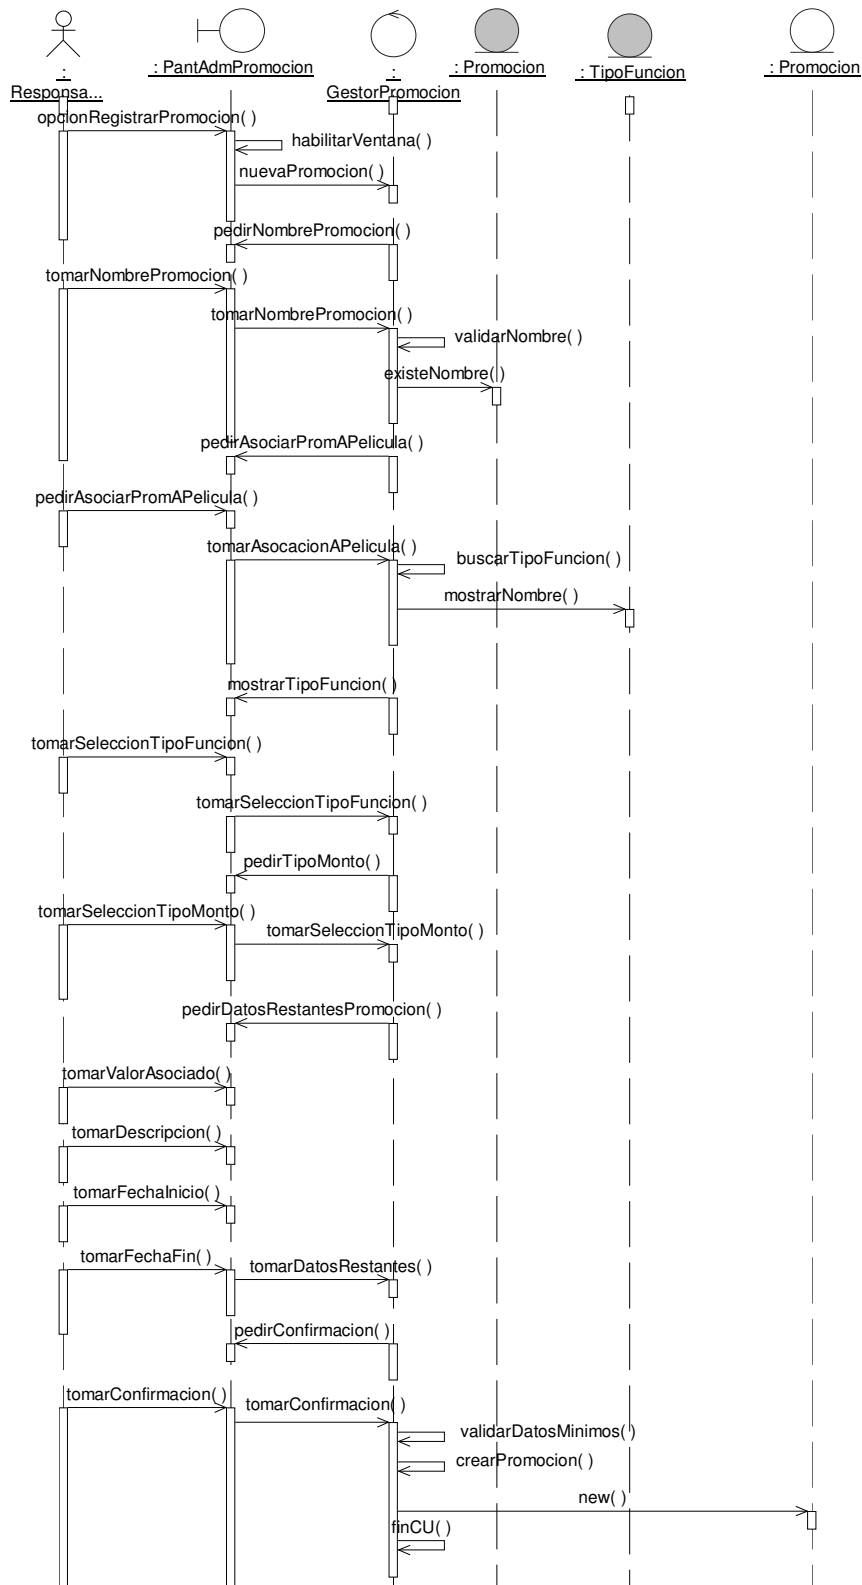 : PantAdmPromocion
: Promocion
: TipoFuncion
: Promocion
:
Responsa...
:
GestorPromocion
opcionRegistrarPromocion( )
habilitarVentana( )
nuevaPromocion( )
pedirNombrePromocion( )
tomarNombrePromocion( )
tomarNombrePromocion( )
validarNombre( )
existeNombre( )
pedirAsociarPromAPelicula( )
pedirAsociarPromAPelicula( )
tomarAsocacionAPelicula( )
buscarTipoFuncion( )
mostrarNombre( )
mostrarTipoFuncion( )
tomarSeleccionTipoFuncion( )
tomarSeleccionTipoFuncion( )
pedirTipoMonto( )
tomarSeleccionTipoMonto( )
tomarSeleccionTipoMonto( )
pedirDatosRestantesPromocion( )
tomarValorAsociado( )
tomarDescripcion( )
tomarFechaInicio( )
tomarFechaFin( )
tomarDatosRestantes( )
pedirConfirmacion( )
tomarConfirmacion( )
tomarConfirmacion( )
validarDatosMinimos( )
crearPromocion( )
new( )
finCU( )